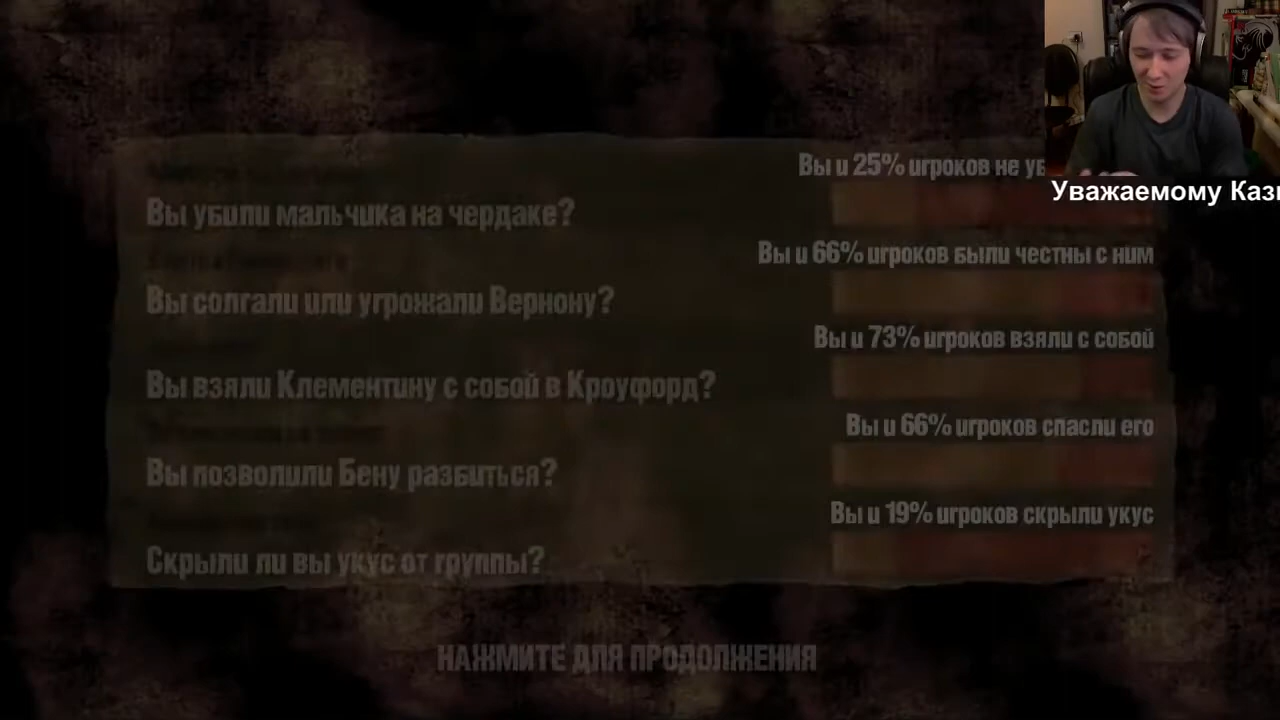 Вы и 25% игроков не уб
Уважаемому Кази
Вы убили мальчика на чердаке?
Вы и 66% игроков были честны с ним
Вы солгали или угрожали Вернону?
Вы и 73% игроков взяли с собой
Вы взяли Клементину с собой в Кроуфорд?
Вы и 66% игроков спасли его
Вы позволили Бену разбиться?
Вы и 19% игроков скрыли укус
Скрыли ли вы укус от группы?
НАЖМИТЕ ДЛЯ ПРОДОЛЖЕНИЯ